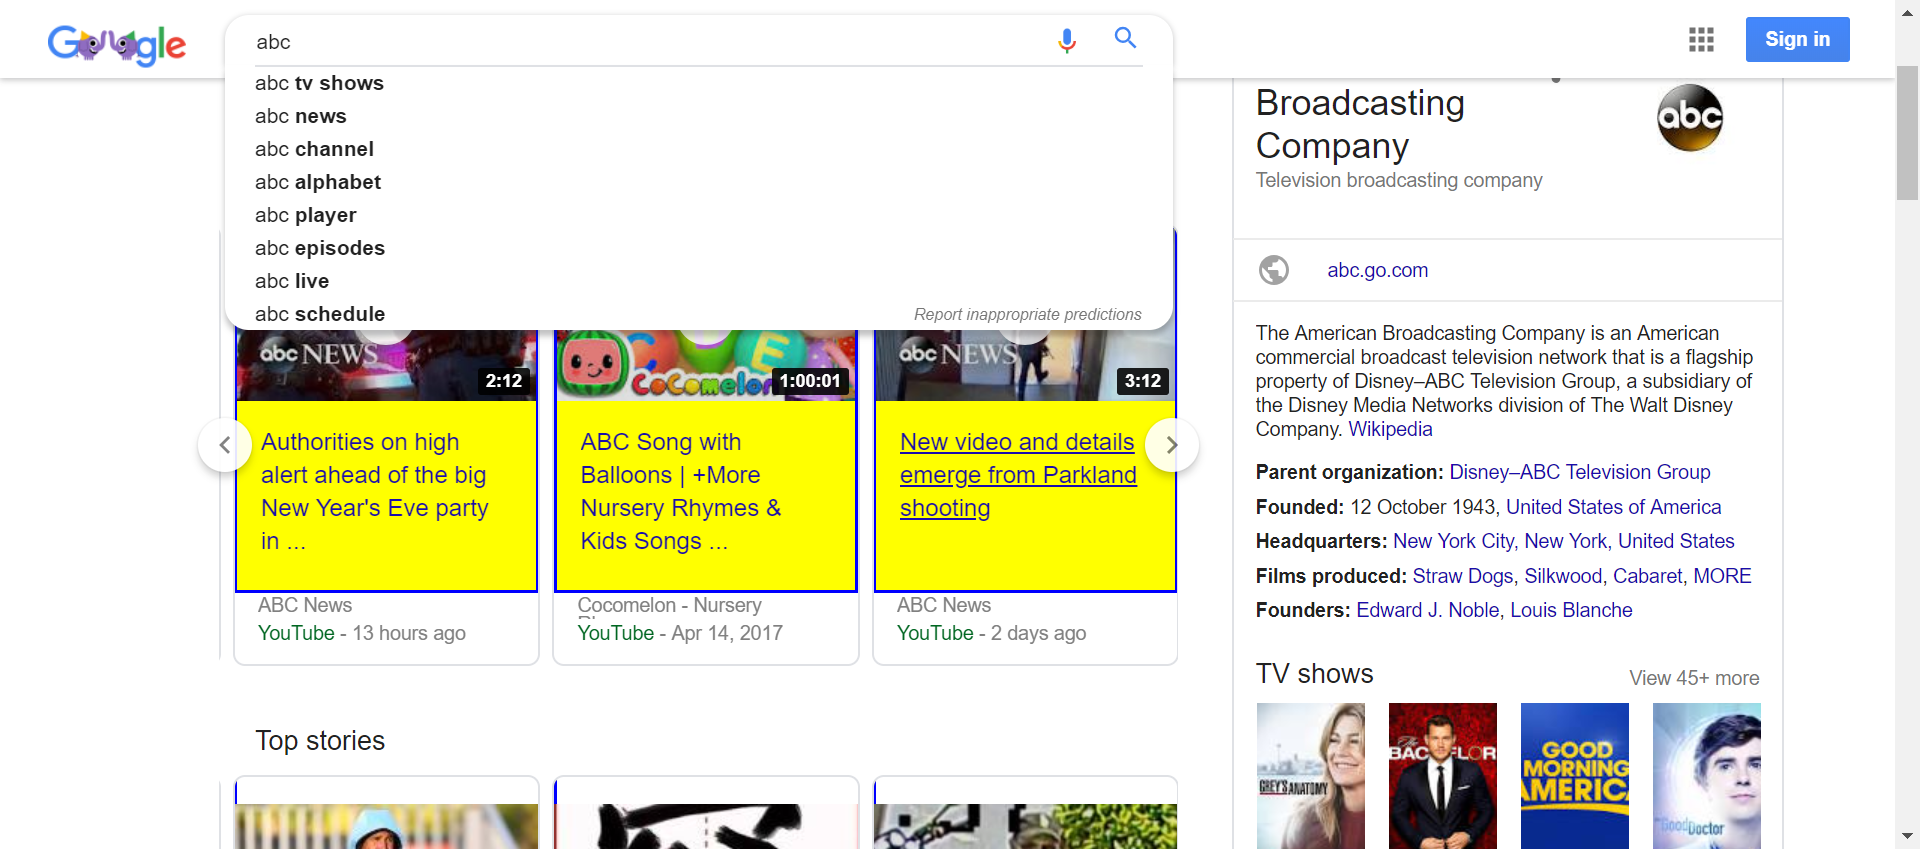 Google
abc
Sign in
abc tv shows
abc news
abc channel
abc alphabet
abc player
abc episodes
abc live
abc schedule
Report inappropriate predictions
abc NEWS
2:12
CoComelon
1:00:01
abc NEWS
3:12
Authorities on high
alert ahead of the big
New Year's Eve party
in ...
ABC Song with
Balloons | +More
Nursery Rhymes &
Kids Songs ...
New video and details
emerge from Parkland
shooting
ABC News
YouTube - 13 hours ago
Cocomelon - Nursery
YouTube - Apr 14, 2017
ABC News
YouTube - 2 days ago
Top stories
Broadcasting
Company
abc
Television broadcasting company
abc.go.com
The American Broadcasting Company is an American
commercial broadcast television network that is a flagship
property of Disney–ABC Television Group, a subsidiary of
the Disney Media Networks division of The Walt Disney
Company. Wikipedia
Parent organization: Disney–ABC Television Group
Founded: 12 October 1943, United States of America
Headquarters: New York City, New York, United States
Films produced: Straw Dogs, Silkwood, Cabaret, MORE
Founders: Edward J. Noble, Louis Blanche
TV shows
View 45+ more
GREY'S ANATOMY
The
BACHELOR
GOOD
MORNING
AMERICA
The Good Doctor